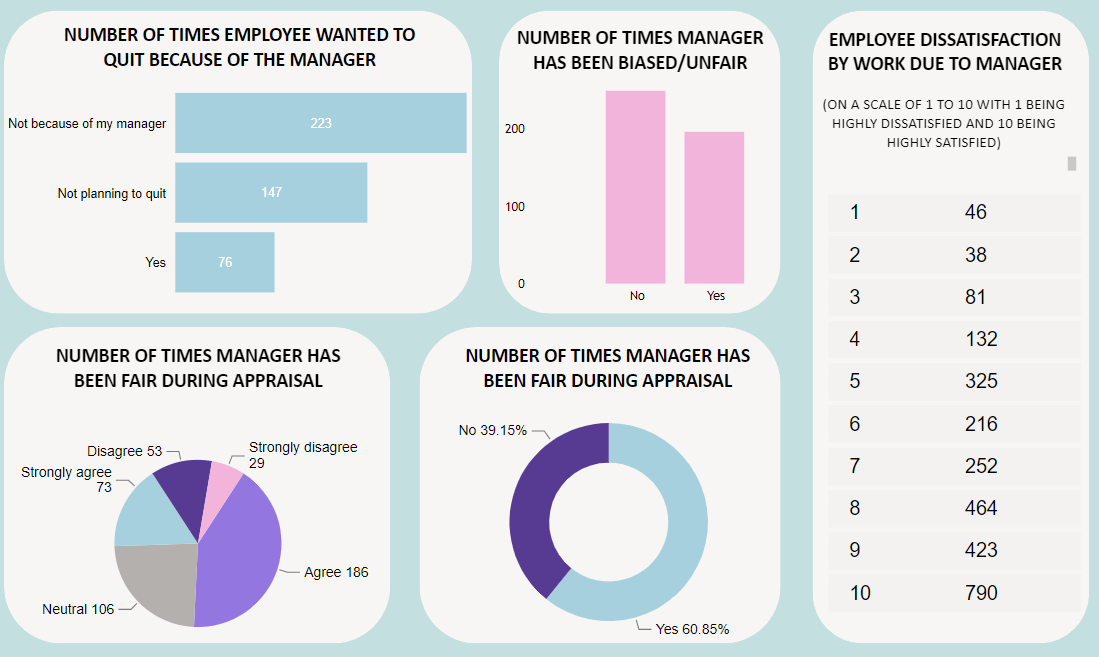 NUMBER OF TIMES EMPLOYEE WANTED TO
QUIT BECAUSE OF THE MANAGER
Not because of my manager 223
Not planning to quit 147
Yes 76
NUMBER OF TIMES MANAGER
HAS BEEN BIASED/UNFAIR
200
100
0
No Yes
EMPLOYEE DISSATISFACTION
BY WORK DUE TO MANAGER
(ON A SCALE OF 1 TO 10 WITH 1 BEING
HIGHLY DISSATISFIED AND 10 BEING
HIGHLY SATISFIED)
1 46
2 38
3 81
4 132
5 325
6 216
7 252
8 464
9 423
10 790
NUMBER OF TIMES MANAGER HAS
BEEN FAIR DURING APPRAISAL
Disagree 53
Strongly disagree
29
Strongly agree
73
Agree 186
Neutral 106
NUMBER OF TIMES MANAGER HAS
BEEN FAIR DURING APPRAISAL
No 39.15%
Yes 60.85%